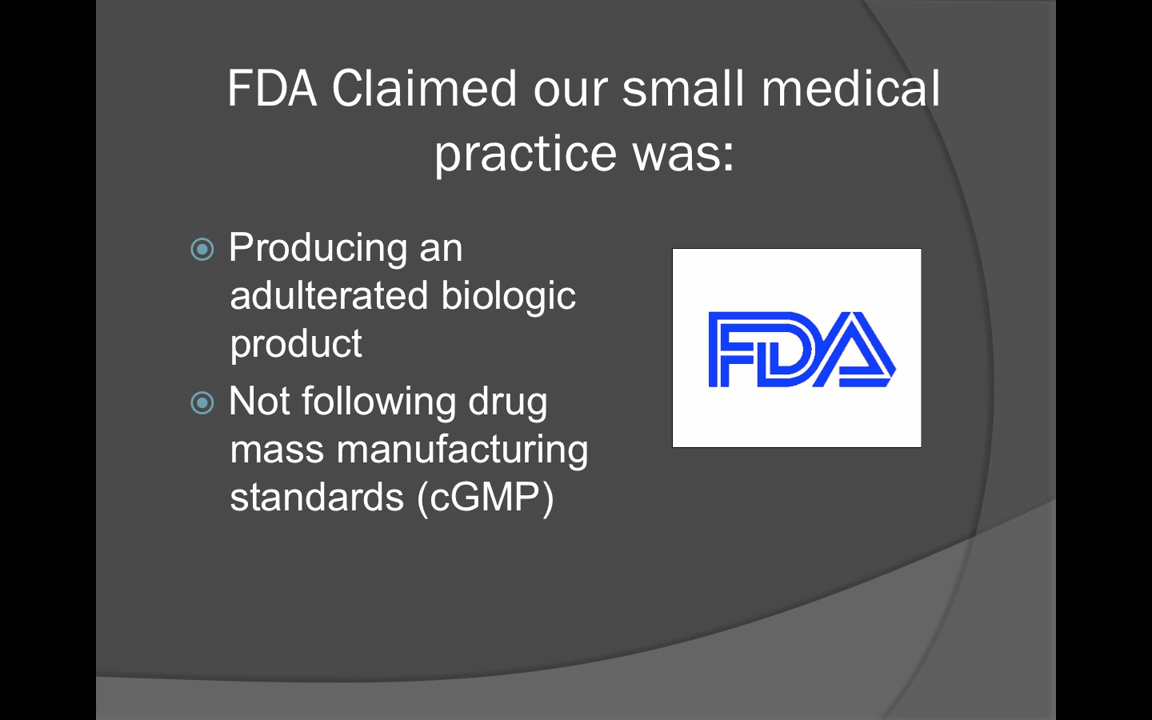 FDA Claimed our small medical
practice was:
Producing an
adulterated biologic
product
Not following drug
mass manufacturing
standards (cGMP)
FDA